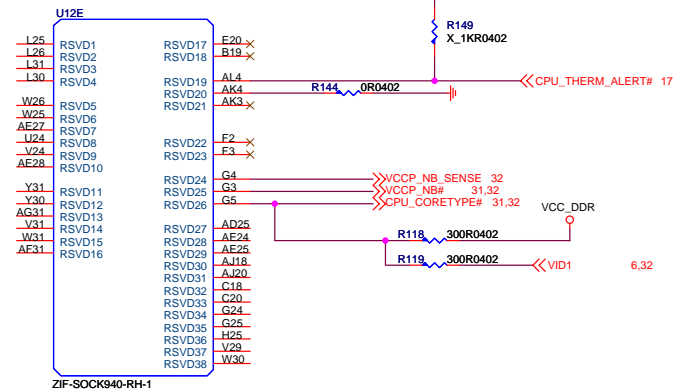 U12E
R149
X_1KR0402
L25 RSVD1 RSVD17 E20
L26 RSVD2 RSVD18 B19
L31 RSVD3
L30 RSVD4 RSVD19 AL4 CPU_THERM_ALERT# 17
RSVD20 AK4 R144 0R0402
W26 RSVD5 RSVD21 AK3
W25 RSVD6
AE27 RSVD7
U24 RSVD8 RSVD22 F2
V24 RSVD9 RSVD23 F3
AE28 RSVD10
RSVD24 G4 VCCP_NB_SENSE 32
Y31 RSVD11 RSVD25 G3 VCCP_NB# 31,32
Y30 RSVD12 RSVD26 G5 CPU_CORETYPE# 31,32
AG31 RSVD13
VCC_DDR
V31 RSVD14 RSVD27 AD25
W31 RSVD15 RSVD28 AE24 R118 300R0402
AF31 RSVD16 RSVD29 AE25
RSVD30 AJ18 R119 300R0402 VID1 6,32
RSVD31 AJ20
RSVD32 C18
RSVD33 C20
RSVD34 G24
RSVD35 G25
RSVD36 H25
RSVD37 V29
RSVD38 W30
ZIF-SOCK940-RH-1